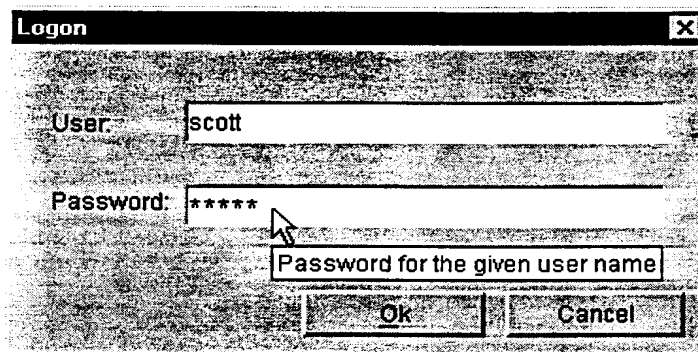 Logon
User: scott
Password: *****
Password for the given user name
Ok Cancel